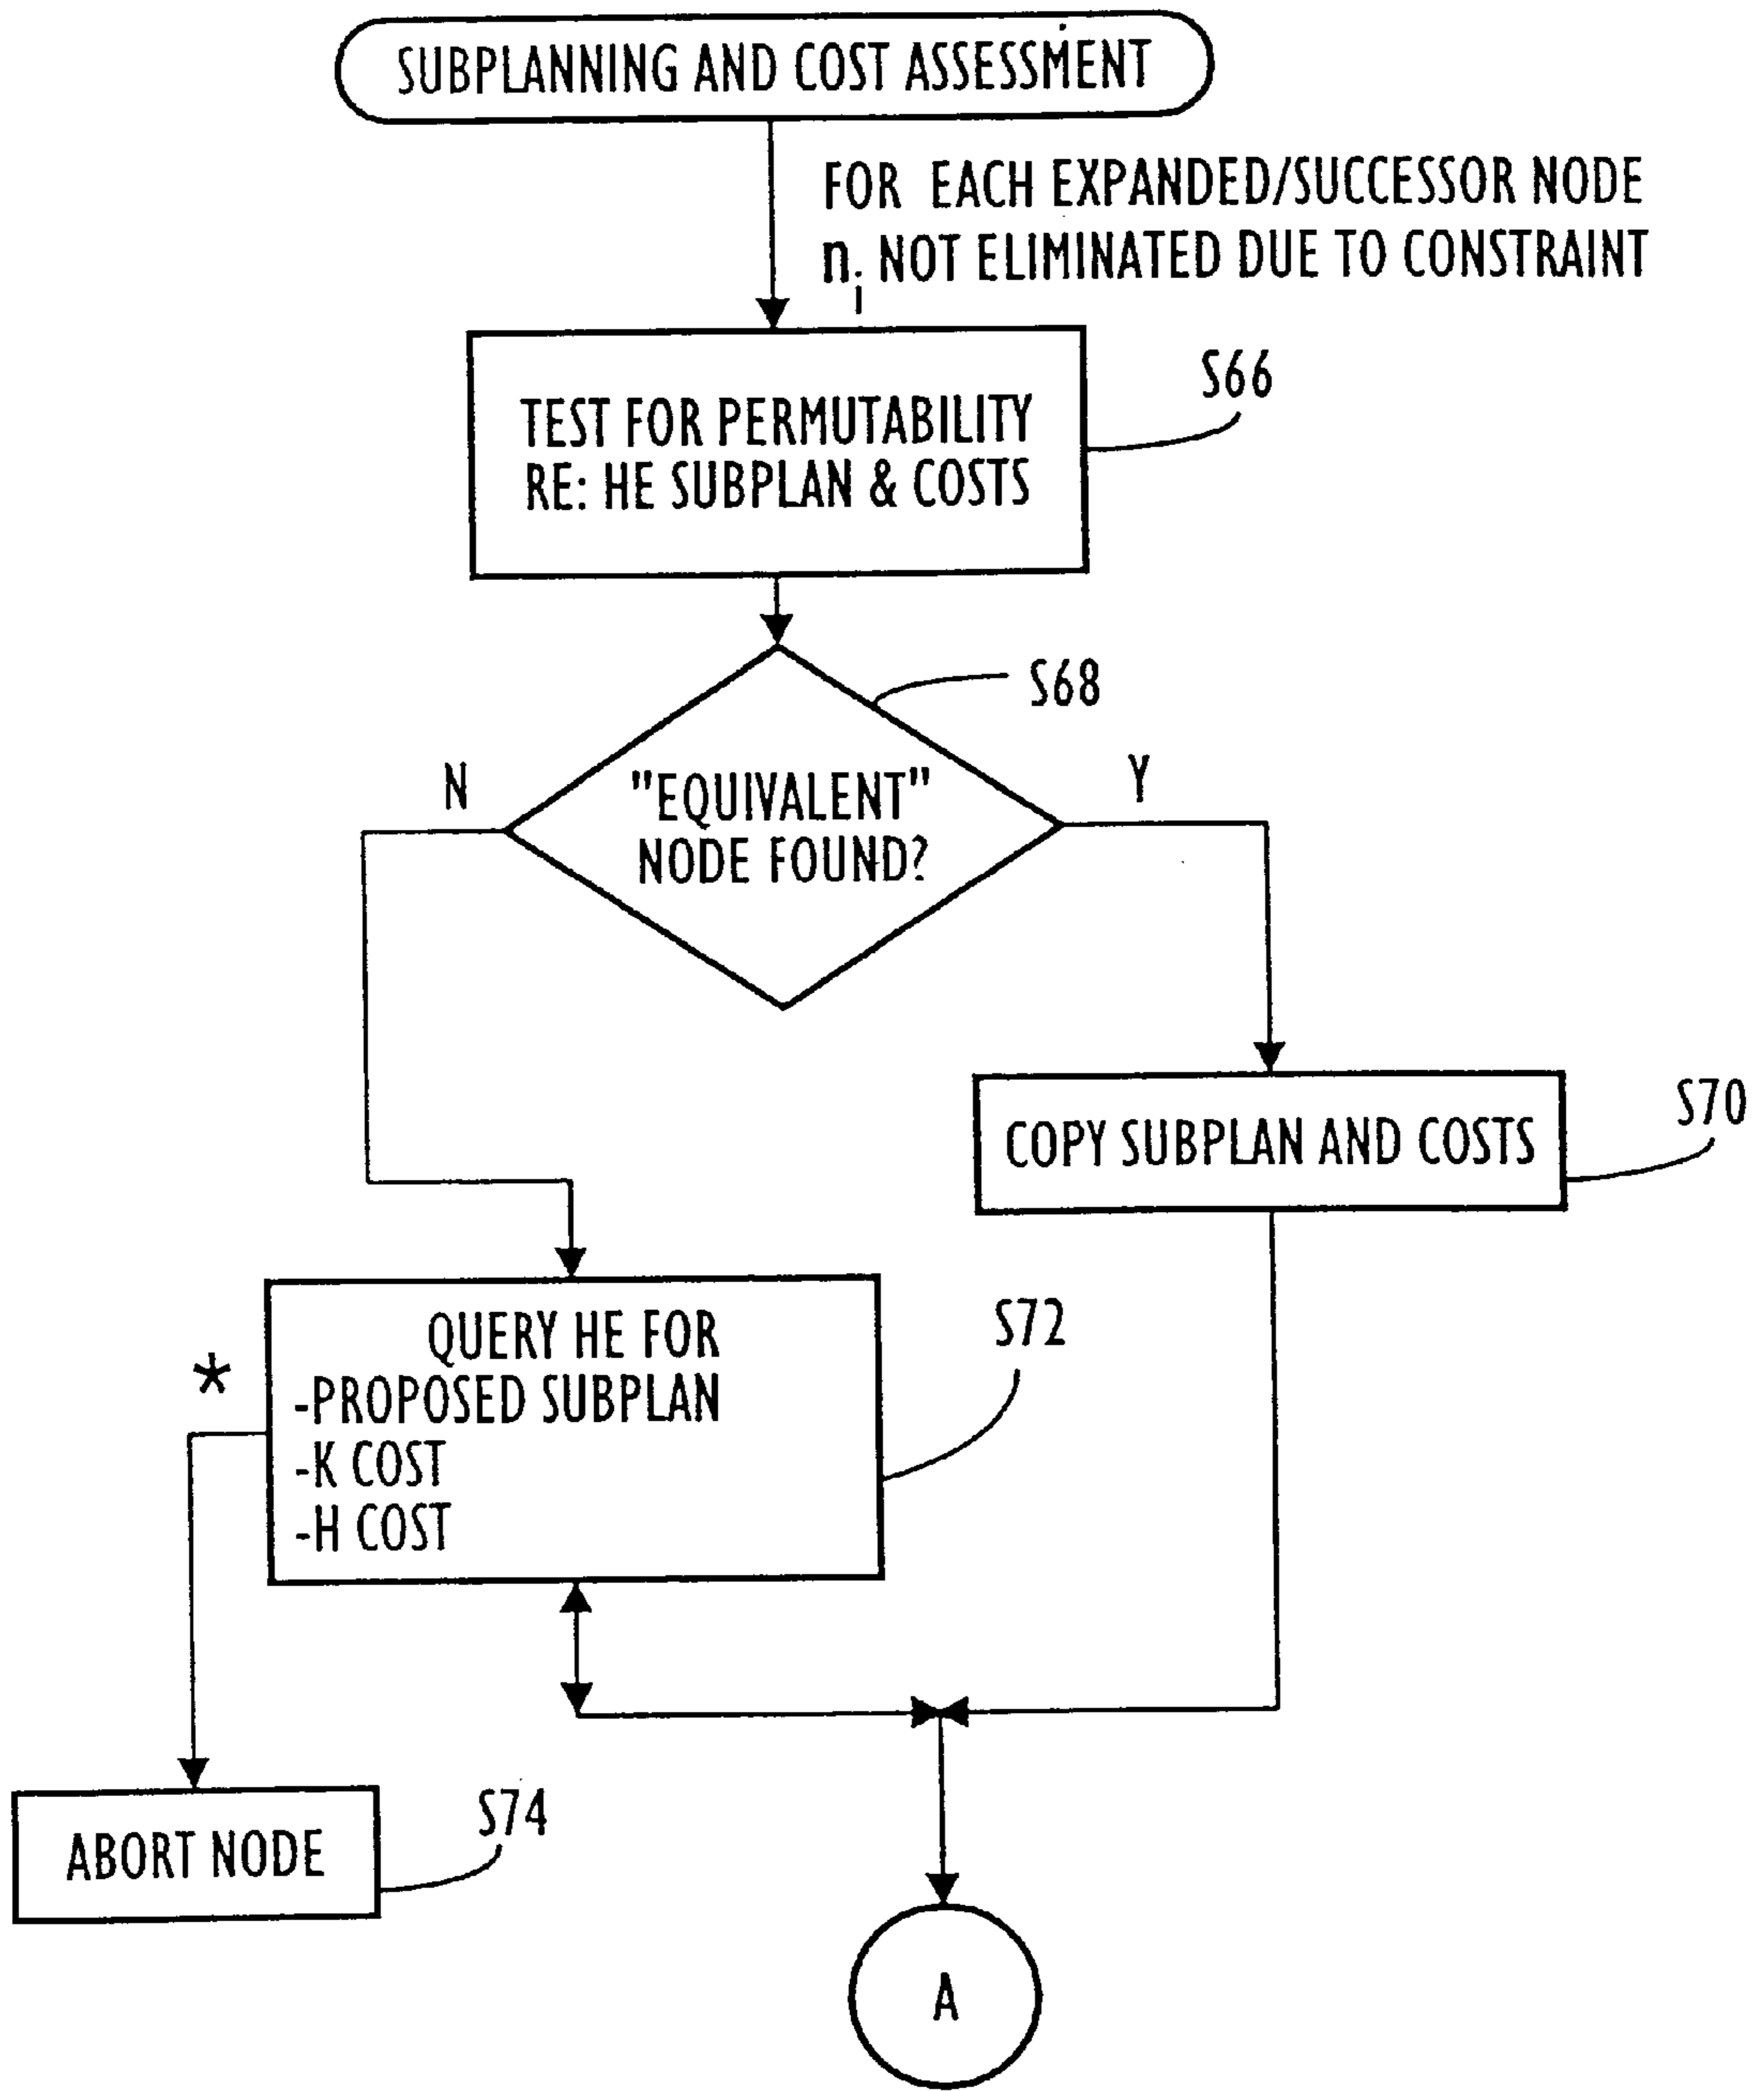 SUBPLANNING AND COST ASSESSMENT
FOR EACH EXPANDED/SUCCESSOR NODE
n i NOT ELIMINATED DUE TO CONSTRAINT
S66
TEST FOR PERMUTABILITY
RE: HE SUBPLAN & COSTS
S68
N
Y
"EQUIVALENT"
NODE FOUND?
S70
COPY SUBPLAN AND COSTS
S72
QUERY HE FOR
-PROPOSED SUBPLAN
-K COST
-H COST
*
S74
ABORT NODE
A